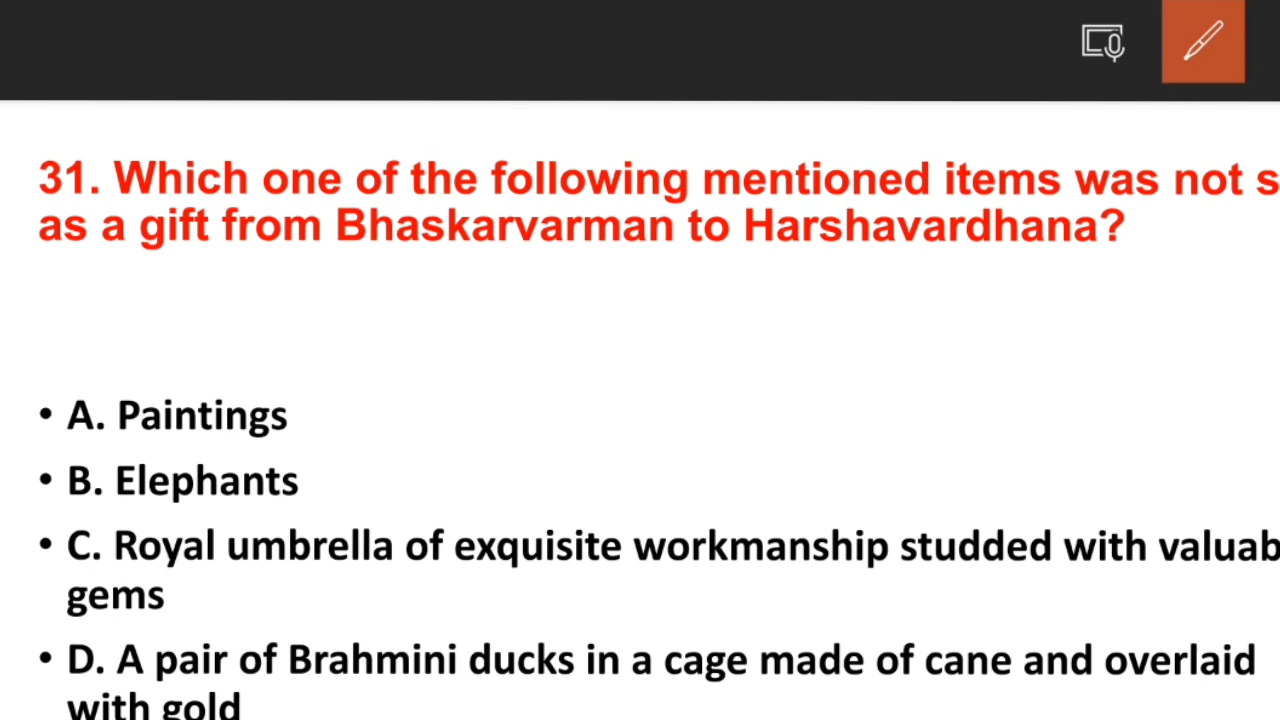 31. Which one of the following mentioned items was not
as a gift from Bhaskarvarman to Harshavardhana?
• A. Paintings
• B. Elephants
• C. Royal umbrella of exquisite workmanship studded with
gems
• D. A pair of Brahmini ducks in a cage made of cane and overlaid
with gold